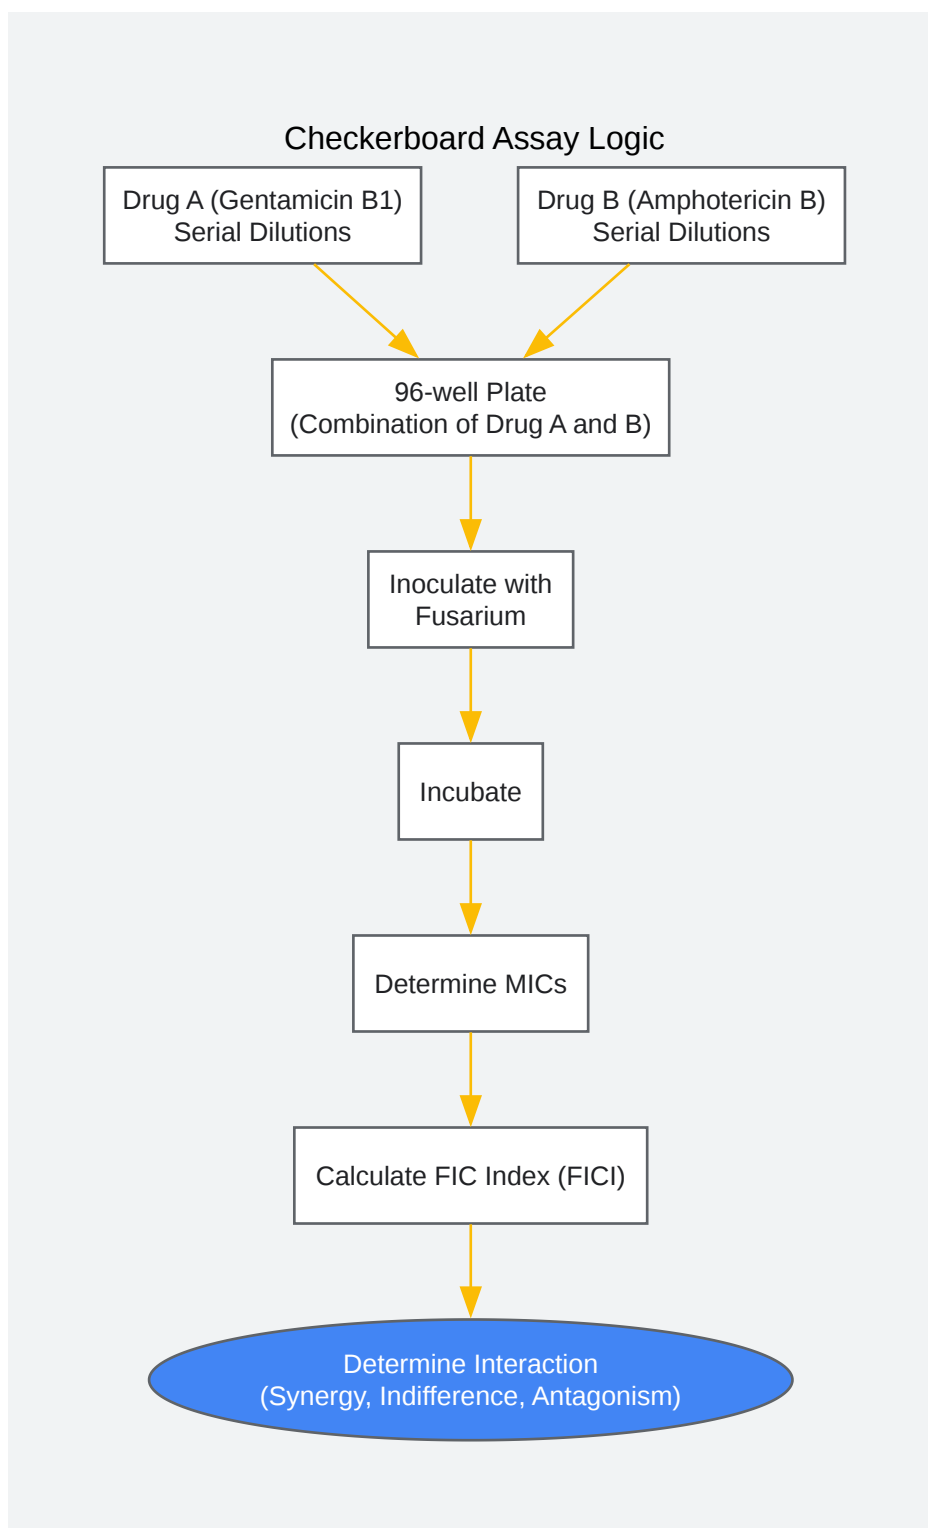 Checkerboard Assay Logic
Drug A (Gentamicin B1)
Serial Dilutions
Drug B (Amphotericin B)
Serial Dilutions
96-well Plate
(Combination of Drug A and B)
Inoculate with
Fusarium
Incubate
Determine MICs
Calculate FIC Index (FICI)
Determine Interaction
(Synergy, Indifference, Antagonism)